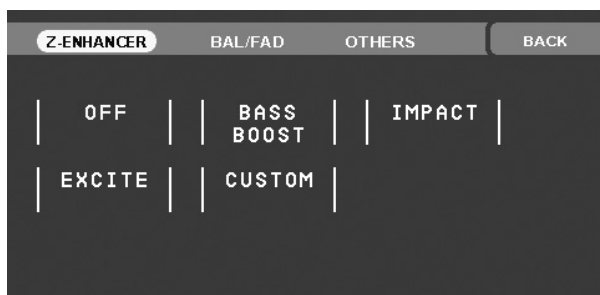 Z-ENHANCER BAL/FAD OTHERS BACK
OFF BASS BOOST IMPACT
EXCITE CUSTOM